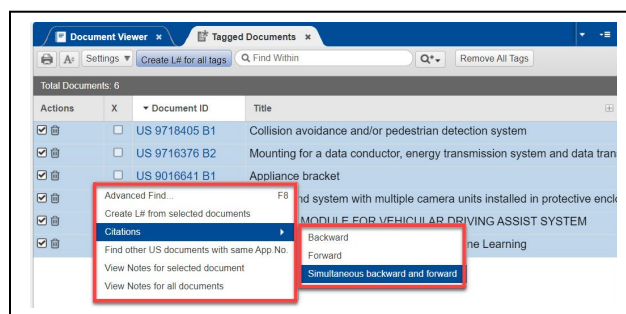 Document Viewer × Tagged Documents ×
Settings Create L# for all tags Find Within Remove All Tags
Total Documents: 6
Actions X Document ID Title
US 9718405 B1 Collision avoidance and/or pedestrian detection system
US 9716376 B2 Mounting for a data conductor, energy transmission system and data tran
US 9016641 B1 Appliance bracket
Advanced Find... F8
nd system with multiple camera units installed in protective enclo
Create L# from selected documents
MODULE FOR VEHICULAR DRIVING ASSIST SYSTEM
Citations
Backward
ne Learning
Find other US documents with same App.No.
Forward
View Notes for selected document
Simultaneous backward and forward
View Notes for all documents